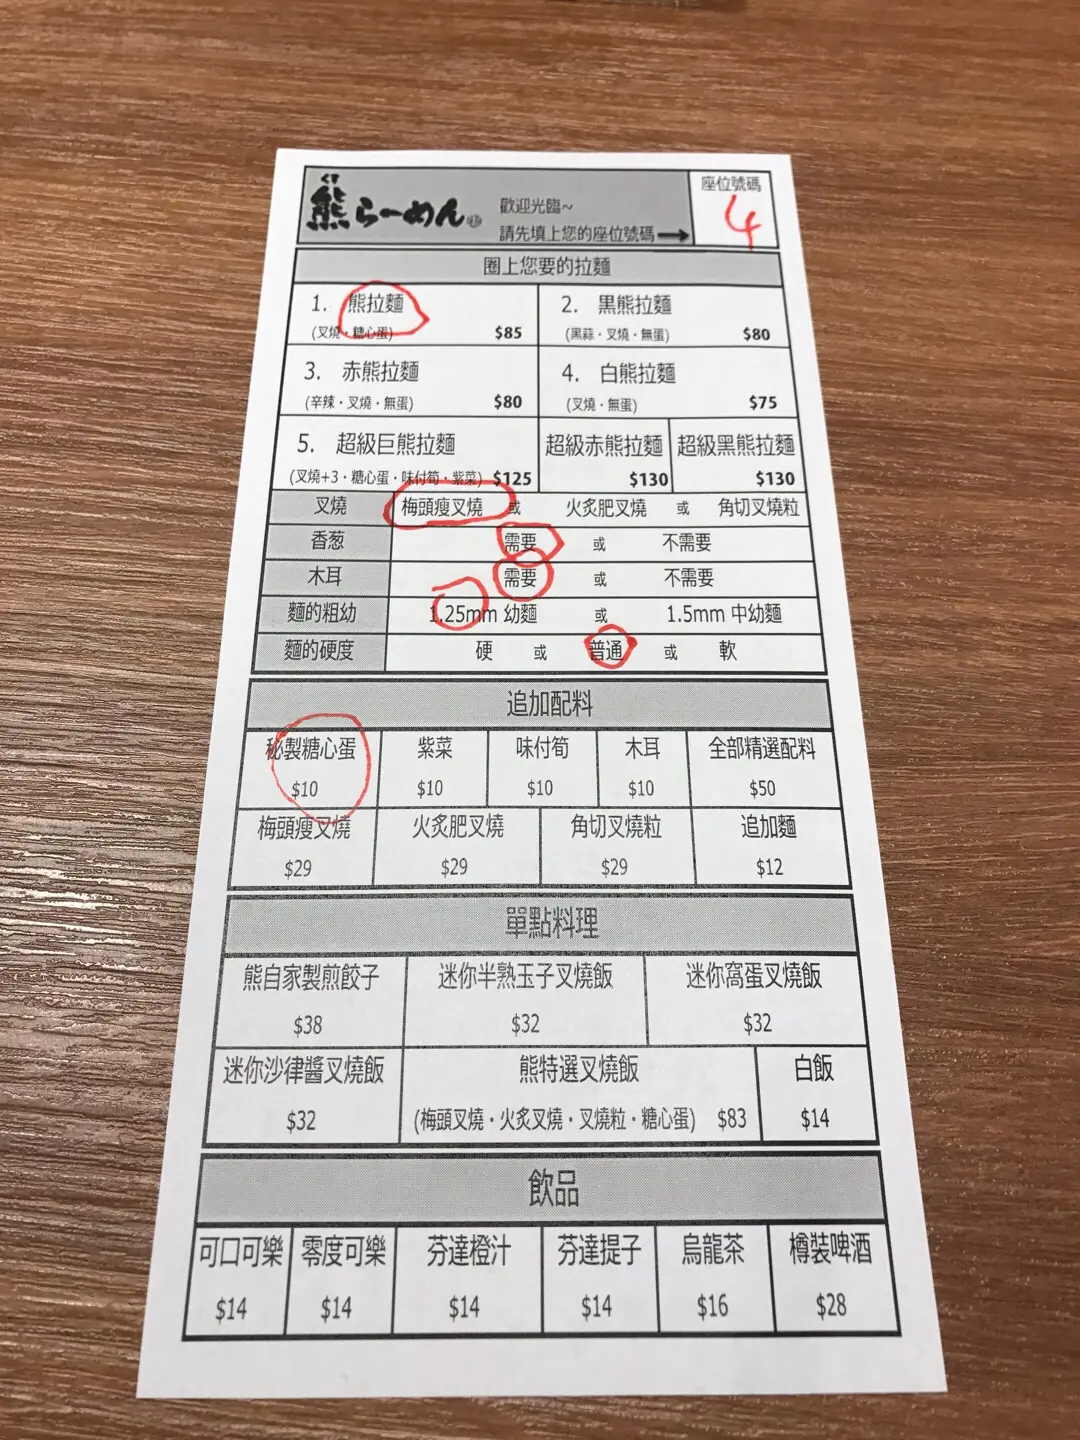 くま
熊らーめん
歡迎光臨~
請先填上您的座位號碼→
座位號碼
4
圈上您要的拉麵
1. 熊拉麵
(叉燒・糖心蛋) $85
2. 黒熊拉麵
(黒蒜・叉燒・無蛋) $80
3. 赤熊拉麵
(辛辣・叉燒・無蛋) $80
4. 白熊拉麵
(叉燒・無蛋) $75
5. 超級巨熊拉麵
(叉燒+3・糖心蛋・味付筍・紫菜) $125
超級赤熊拉麵
$130
超級黑熊拉麵
$130
叉燒 梅頭瘦叉燒 或 火炙肥叉燒 或 角切叉燒粒
香葱 需要 或 不需要
木耳 需要 或 不需要
麵的粗幼 1.25mm 幼麵 或 1.5mm 中幼麵
麵的硬度 硬 或 普通 或 軟
追加配料
秘製糖心蛋 紫菜 味付筍 木耳 全部精選配料
$10 $10 $10 $10 $50
梅頭瘦叉燒 火炙肥叉燒 角切叉燒粒 追加麵
$29 $29 $29 $12
單點料理
熊自家製煎餃子 迷你半熟玉子叉燒飯 迷你窩蛋叉燒飯
$38 $32 $32
迷你沙律醬叉燒飯 熊特選叉燒飯 白飯
$32 (梅頭叉燒・火炙叉燒・叉燒粒・糖心蛋) $83 $14
飲品
可口可樂 零度可樂 芬達橙汁 芬達提子 烏龍茶 樽裝啤酒
$14 $14 $14 $14 $16 $28